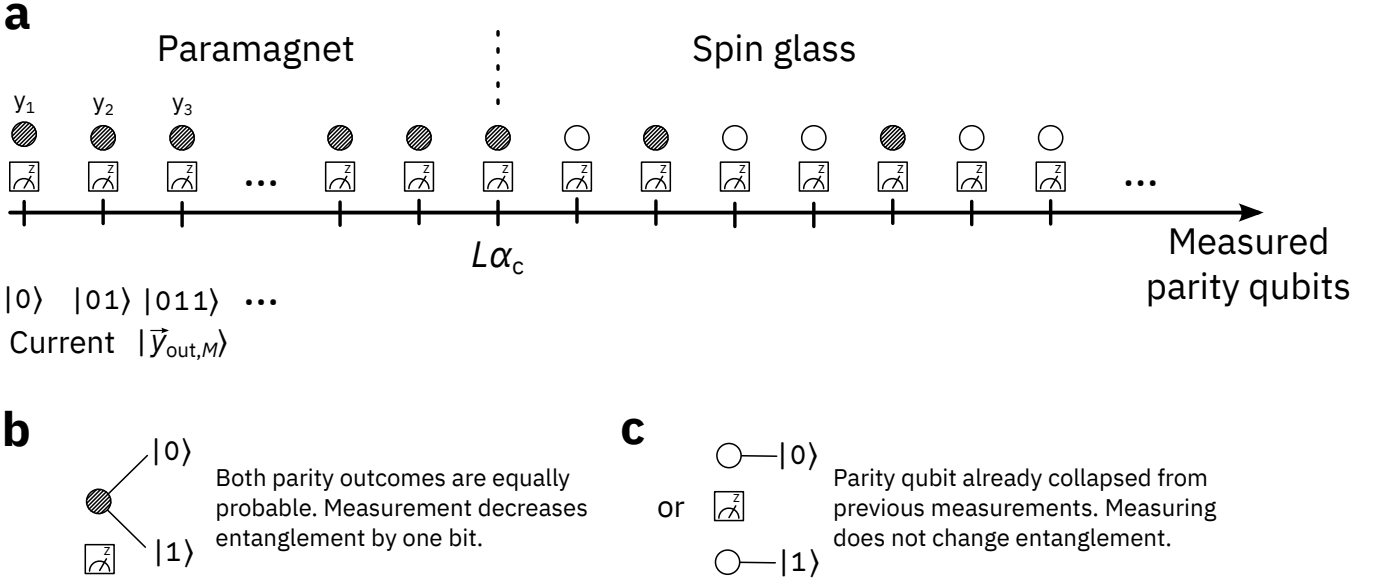 a
Paramagnet
Spin glass
y₁ y₂ y₃
Z Z Z ... Z Z Z Z Z Z Z Z Z Z ...
Lα_c
Measured
parity qubits
|0⟩ |01⟩ |011⟩ ...
Current |y⃗_out,M⟩
b
|0⟩
Both parity outcomes are equally
probable. Measurement decreases
entanglement by one bit.
Z
|1⟩
c
|0⟩
or
Z
|1⟩
Parity qubit already collapsed from
previous measurements. Measuring
does not change entanglement.